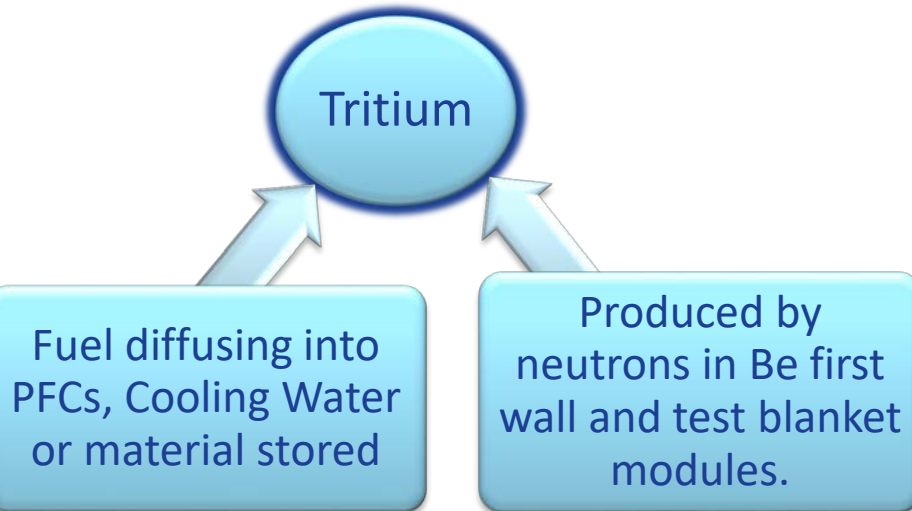 Tritium
Fuel diffusing into
PFCs, Cooling Water
or material stored
Produced by
neutrons in Be first
wall and test blanket
modules.